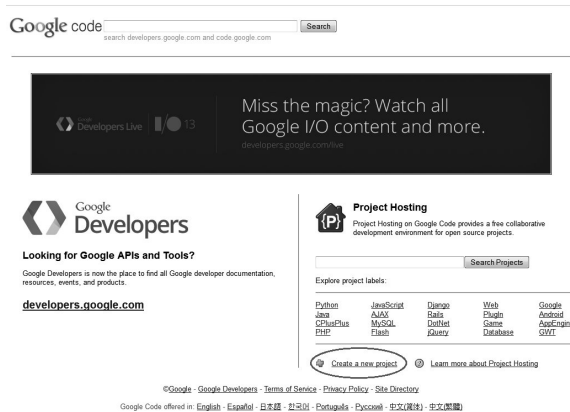 Google code
Search
search developers.google.com and code.google.com
Google Developers Live I/O 13
Miss the magic? Watch all
Google I/O content and more.
developers.google.com/live
Google
Developers
Looking for Google APIs and Tools?
Google Developers is now the place to find all Google developer documentation,
resources, events, and products.
developers.google.com
{P}
Project Hosting
Project Hosting on Google Code provides a free collaborative
development environment for open source projects.
Search Projects
Explore project labels:
Python JavaScript Django Web Google
Java AJAX Rails Plugin Android
CPlusPlus MySQL DotNet Game AppEngin
PHP Flash jQuery Database GWT
Create a new project Learn more about Project Hosting
©Google - Google Developers - Terms of Service - Privacy Policy - Site Directory
Google Code offered in: English - Español - 日本語 - 한국어 - Português - Pусский - 中文(简体) - 中文(繁體)